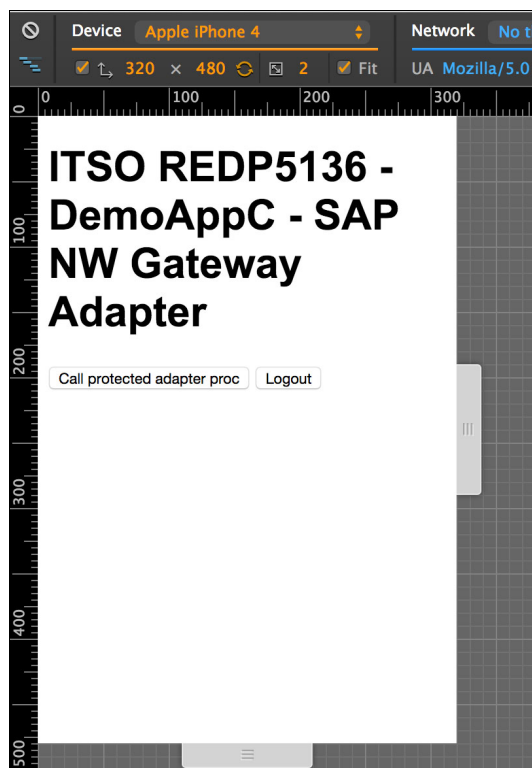 Device Apple iPhone 4 Network No t
320 × 480 2 Fit UA Mozilla/5.0
0 100 200 300
0
100
200
300
400
500
ITSO REDP5136 -
DemoAppC - SAP
NW Gateway
Adapter
Call protected adapter proc Logout